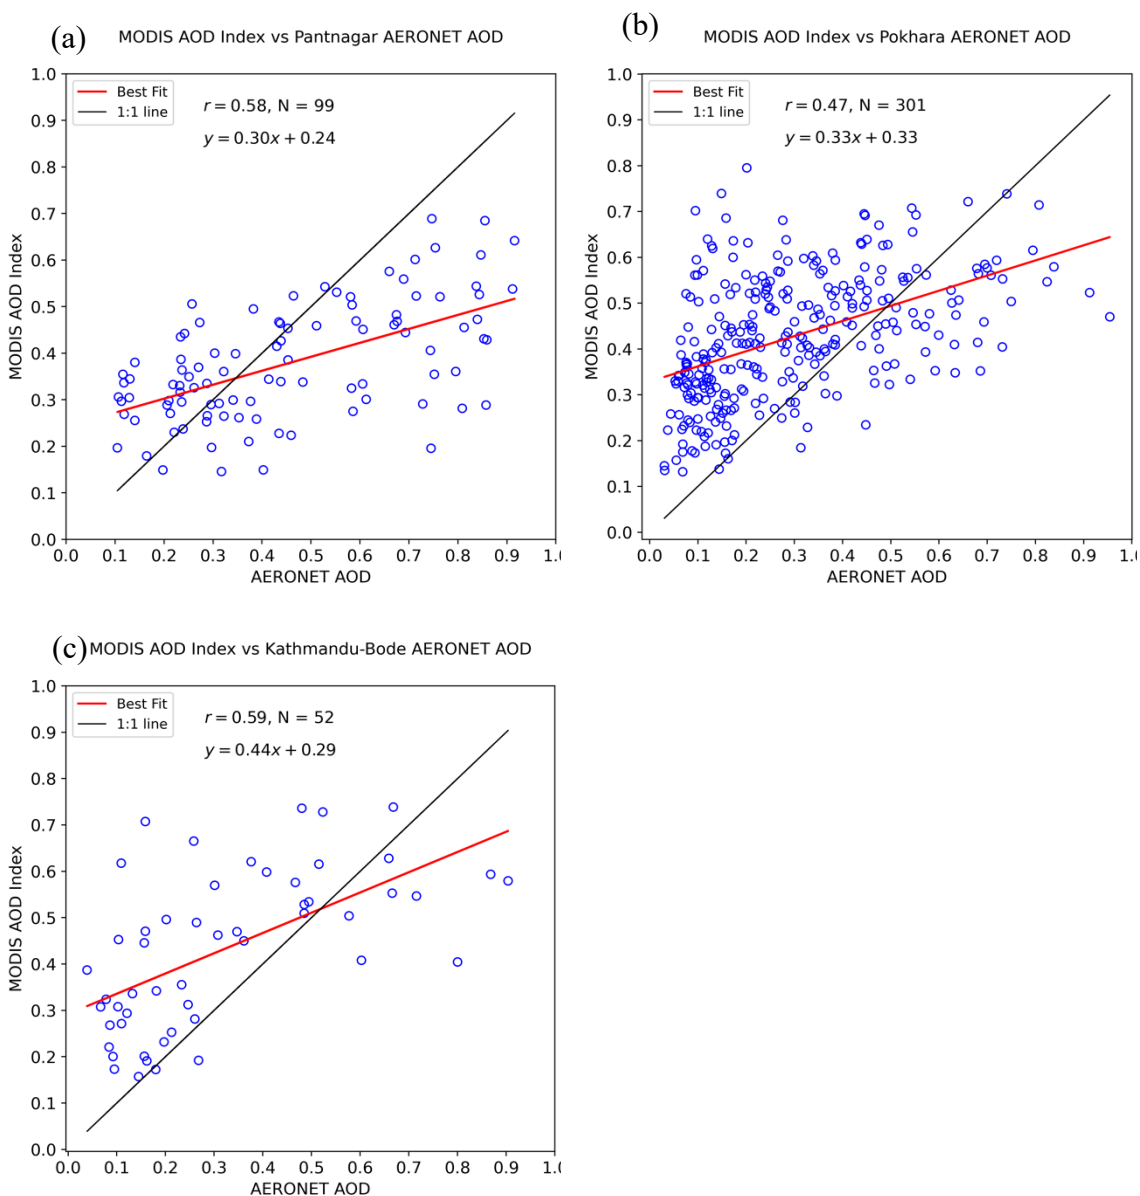 (a)
MODIS AOD Index vs Pantnagar AERONET AOD
Best Fit
1:1 line
r = 0.58, N = 99
y = 0.30x + 0.24
1.0
0.9
0.8
0.7
0.6
0.5
0.4
0.3
0.2
0.1
0.0
MODIS AOD Index
0.0 0.1 0.2 0.3 0.4 0.5 0.6 0.7 0.8 0.9 1.0
AERONET AOD
(b)
MODIS AOD Index vs Pokhara AERONET AOD
Best Fit
1:1 line
r = 0.47, N = 301
y = 0.33x + 0.33
1.0
0.9
0.8
0.7
0.6
0.5
0.4
0.3
0.2
0.1
0.0
MODIS AOD Index
0.0 0.1 0.2 0.3 0.4 0.5 0.6 0.7 0.8 0.9 1.0
AERONET AOD
(c)
MODIS AOD Index vs Kathmandu-Bode AERONET AOD
Best Fit
1:1 line
r = 0.59, N = 52
y = 0.44x + 0.29
1.0
0.9
0.8
0.7
0.6
0.5
0.4
0.3
0.2
0.1
0.0
MODIS AOD Index
0.0 0.1 0.2 0.3 0.4 0.5 0.6 0.7 0.8 0.9 1.0
AERONET AOD